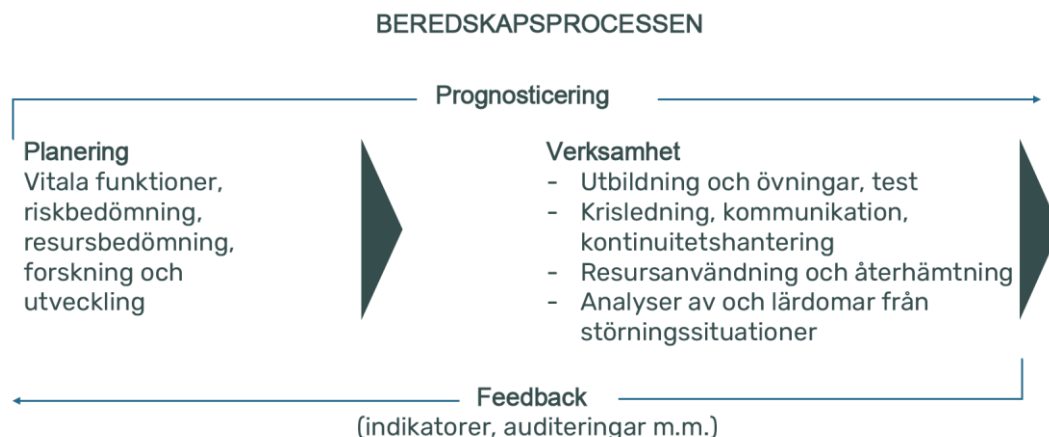 BEREDSKAPSPROCESSEN
Prognosticering
Planering
Vitala funktioner,
riskbedömning,
resursbedömning,
forskning och
utveckling
Verksamhet
- Utbildning och övningar, test
- Krisledning, kommunikation,
kontinuitetshantering
- Resursanvändning och återhämtning
- Analyser av och lärdomar från
störningssituationer
Feedback
(indikatorer, auditeringar m.m.)